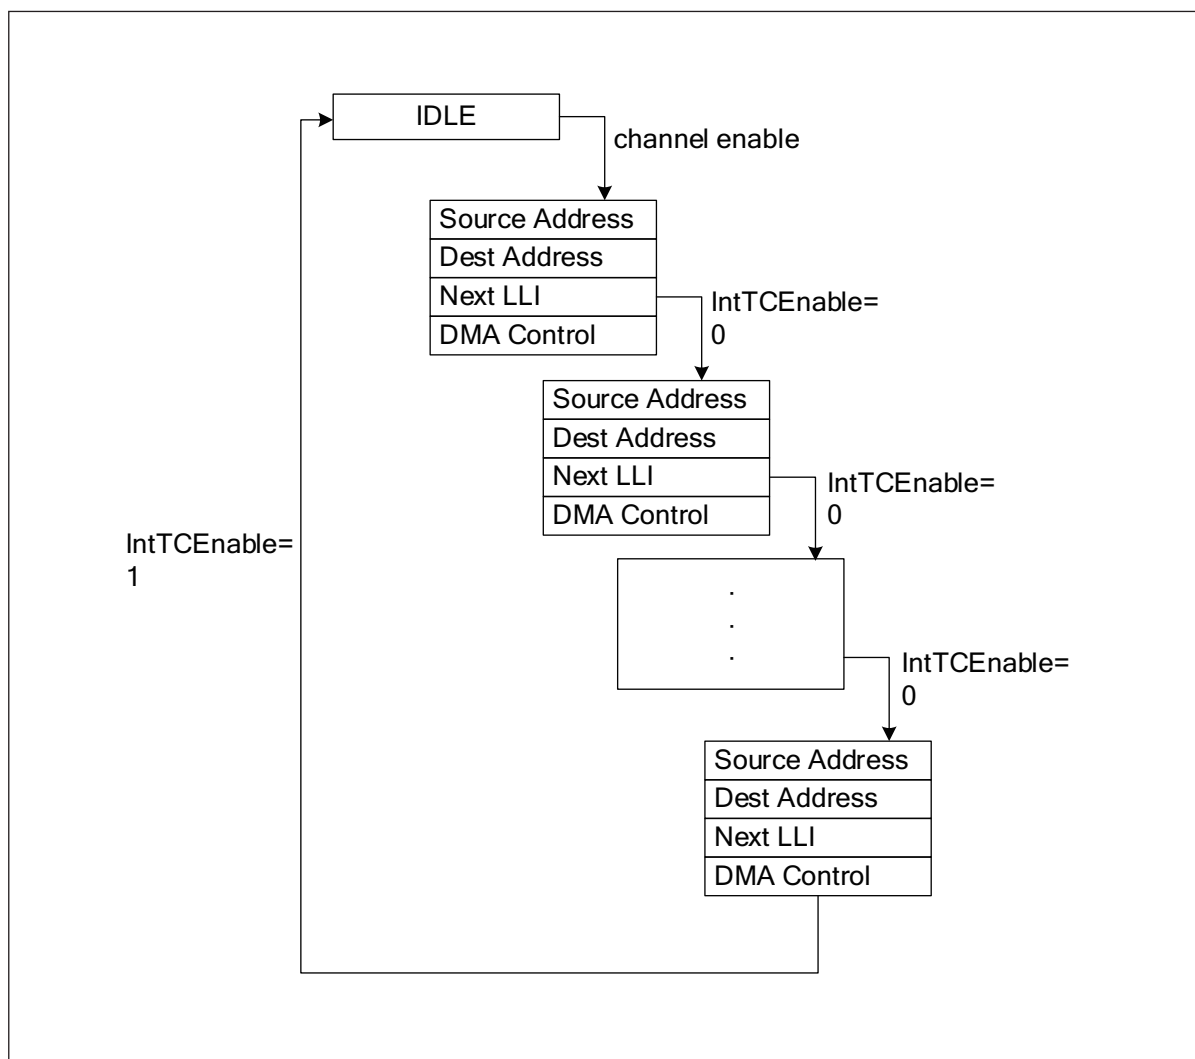 IDLE
channel enable
Source Address
Dest Address
Next LLI
DMA Control
IntTCEnable=
0
Source Address
Dest Address
Next LLI
DMA Control
IntTCEnable=
0
IntTCEnable=
1
.
.
.
IntTCEnable=
0
Source Address
Dest Address
Next LLI
DMA Control